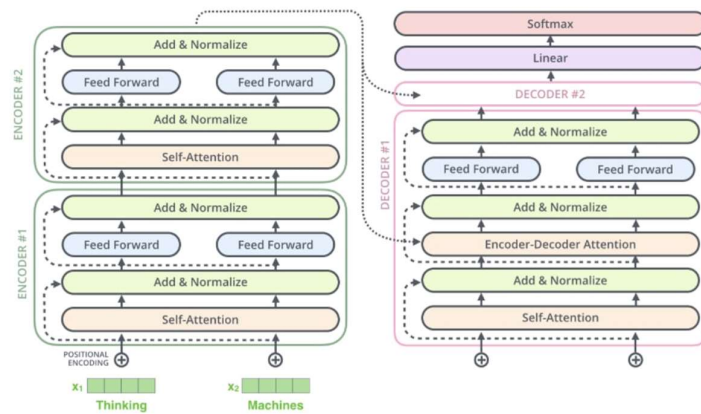 ENCODER #2
Add & Normalize
Feed Forward Feed Forward
Add & Normalize
Self-Attention
ENCODER #1
Add & Normalize
Feed Forward Feed Forward
Add & Normalize
Self-Attention
POSITIONAL
ENCODING
x₁ x₂
Thinking Machines
Softmax
Linear
DECODER #2
DECODER #1
Add & Normalize
Feed Forward Feed Forward
Add & Normalize
Encoder-Decoder Attention
Add & Normalize
Self-Attention